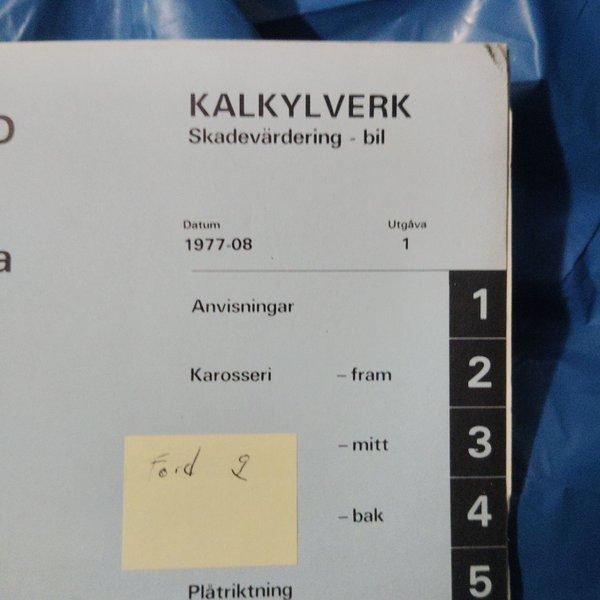 KALKYLVERK
Skadevärdering - bil
Datum Utgåva
1977-08 1
Anvisningar 1
Karosseri – fram 2
– mitt 3
Ford 2
– bak 4
Plåtriktning 5